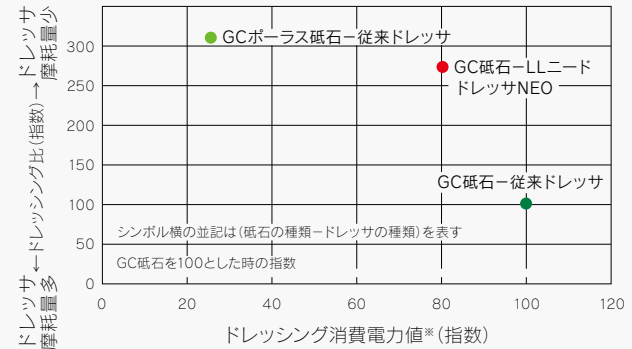 ドレッサ
摩耗量多 ←ドレッシング比(指数)→ ドレッサ
摩耗量少
300
250
200
150
100
50
0
GCポーラス砥石－従来ドレッサ
GC砥石－LLニード
ドレッサNEO
GC砥石－従来ドレッサ
シンボル横の並記は(砥石の種類－ドレッサの種類)を表す
GC砥石を100とした時の指数
0 20 40 60 80 100 120
ドレッシング消費電力値※(指数)